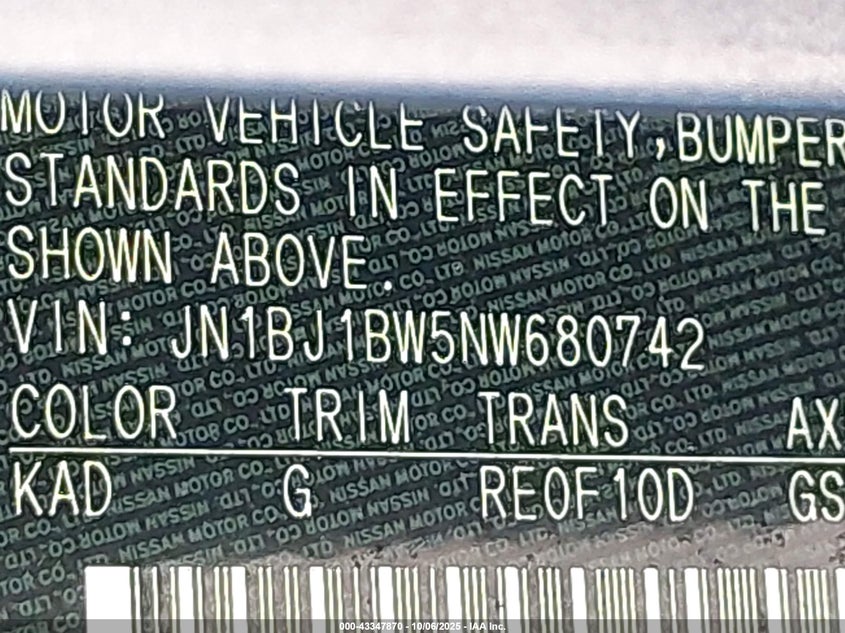 MOTOR VEHICLE SAFETY,BUMPER
STANDARDS IN EFFECT ON THE
SHOWN ABOVE.
VIN: JN1BJ1BW5NW680742
COLOR TRIM TRANS AX
KAD G RE0F10D GS
000-43347870 - 10/06/2025 - IAA Inc.